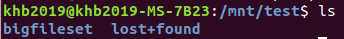 khb2019@khb2019-MS-7B23:/mnt/test$ ls
bigfileset  lost+found